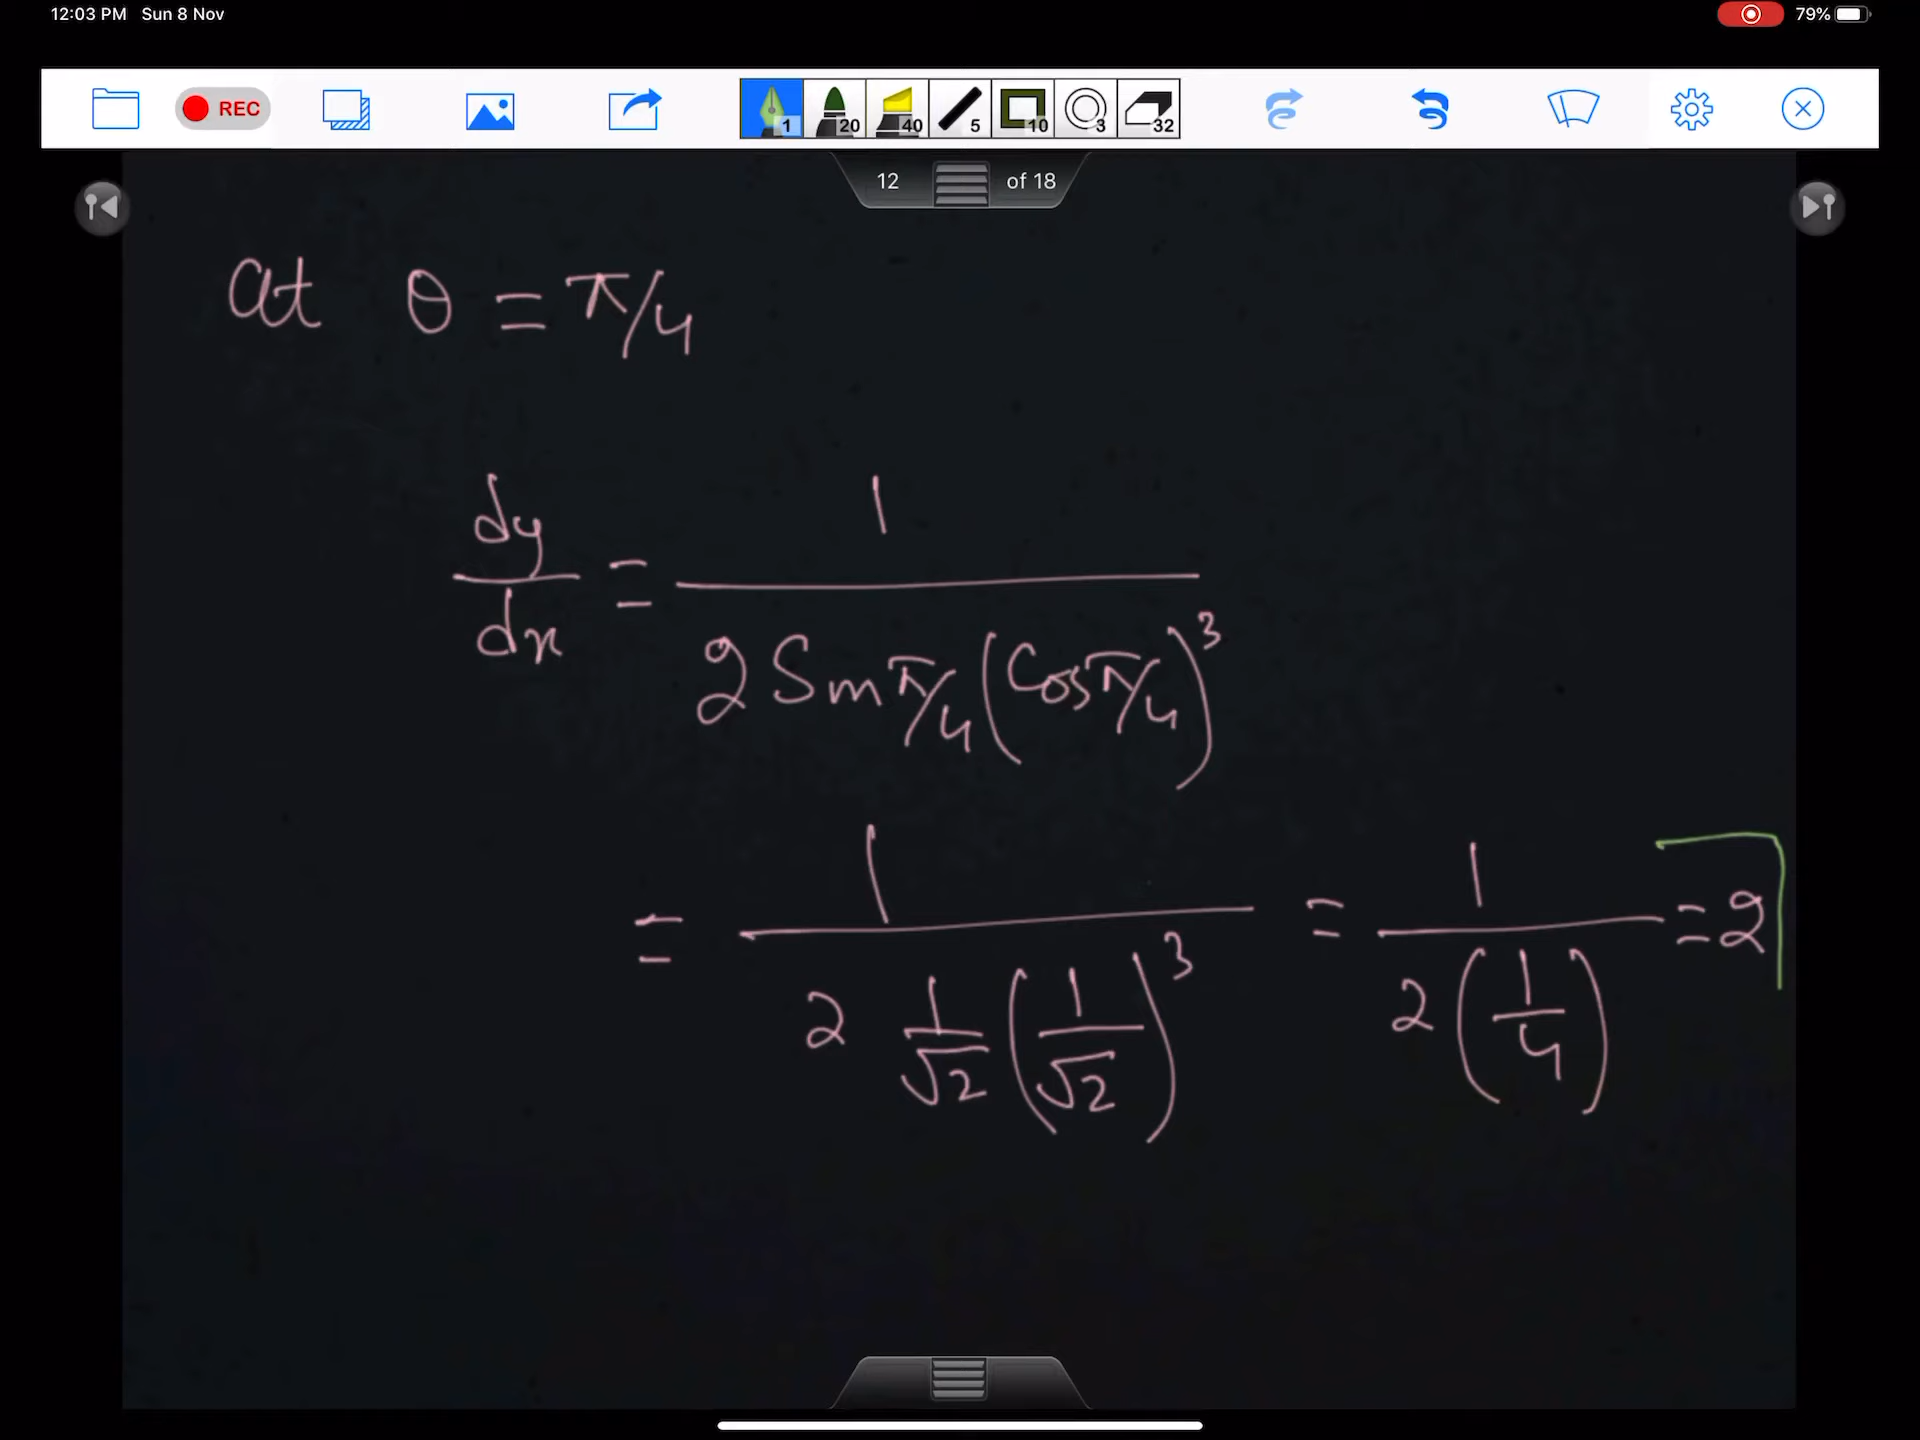 12:03 PM Sun 8 Nov 79%
REC 1 20 40 5 10 3 32
12 of 18
at θ = π/4
dy/dx = 1/(2 Sin π/4 (Cos π/4)^3)
= 1/(2 1/√2 (1/√2)^3) = 1/(2 (1/4)) = 2